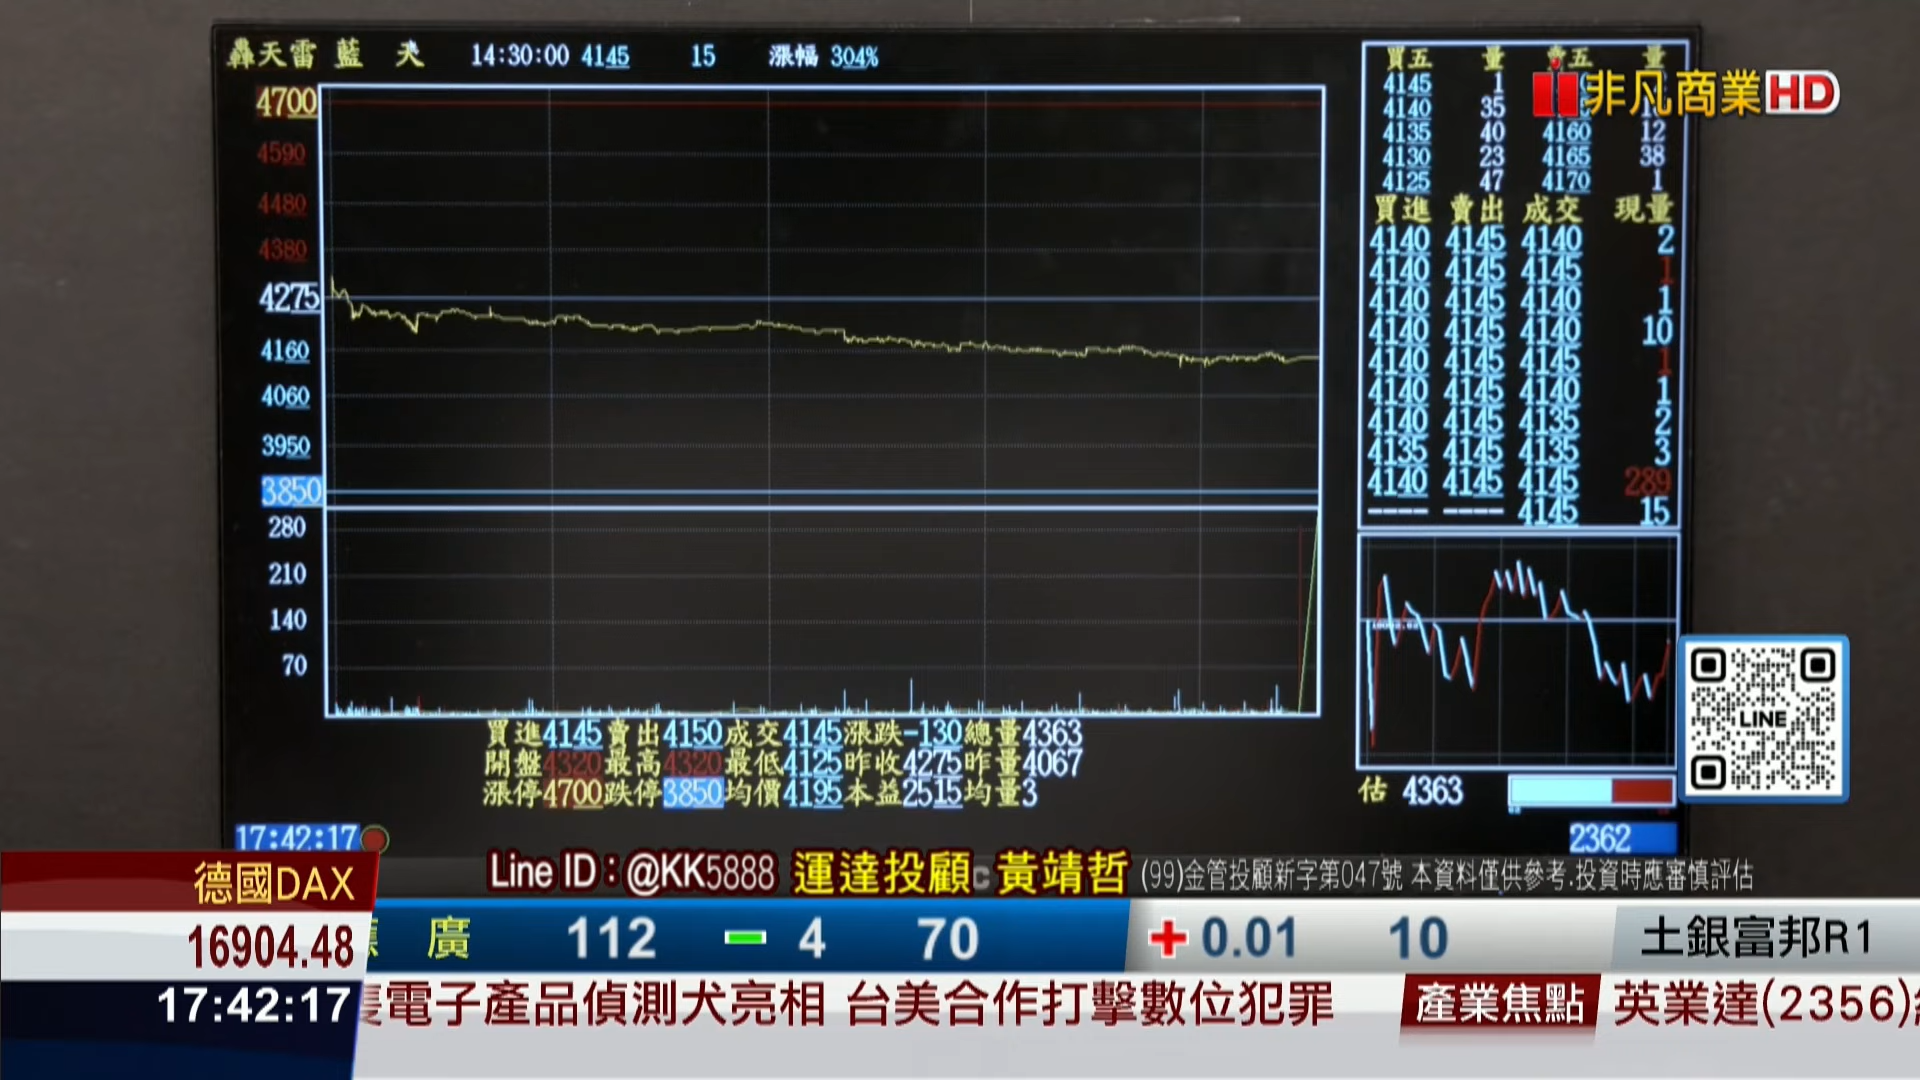 轟天雷 藍 天 14:30:00 4145 15 漲幅 304%
4700
4590
4480
4380
4275
4160
4060
3950
3850
280
210
140
70
買五 量 賣五 量
4145 1
4140 35
4135 40 4160 12
4130 23 4165 38
4125 47 4170 1
買進 賣出 成交 現量
4140 4145 4140 2
4140 4145 4145 1
4140 4145 4140 1
4140 4145 4140 10
4140 4145 4145 1
4140 4145 4140 1
4140 4145 4135 2
4135 4145 4135 3
4140 4145 4145 289
---- ---- 4145 15
非凡商業HD
LINE
買進4145賣出4150成交4145漲跌-130總量4363
開盤4320最高4320最低4125昨收4275昨量4067
漲停4700跌停3850均價4195本益2515均量3
估 4363
2362
17:42:17
Line ID：@KK5888 運達投顧 黃靖哲 (99)金管投顧新字第047號 本資料僅供參考.投資時應審慎評估
德國DAX
16904.48
17:42:17
廣 112 － 4 70 ＋ 0.01 10 土銀富邦R1
電子產品偵測犬亮相 台美合作打擊數位犯罪 產業焦點 英業達(2356)